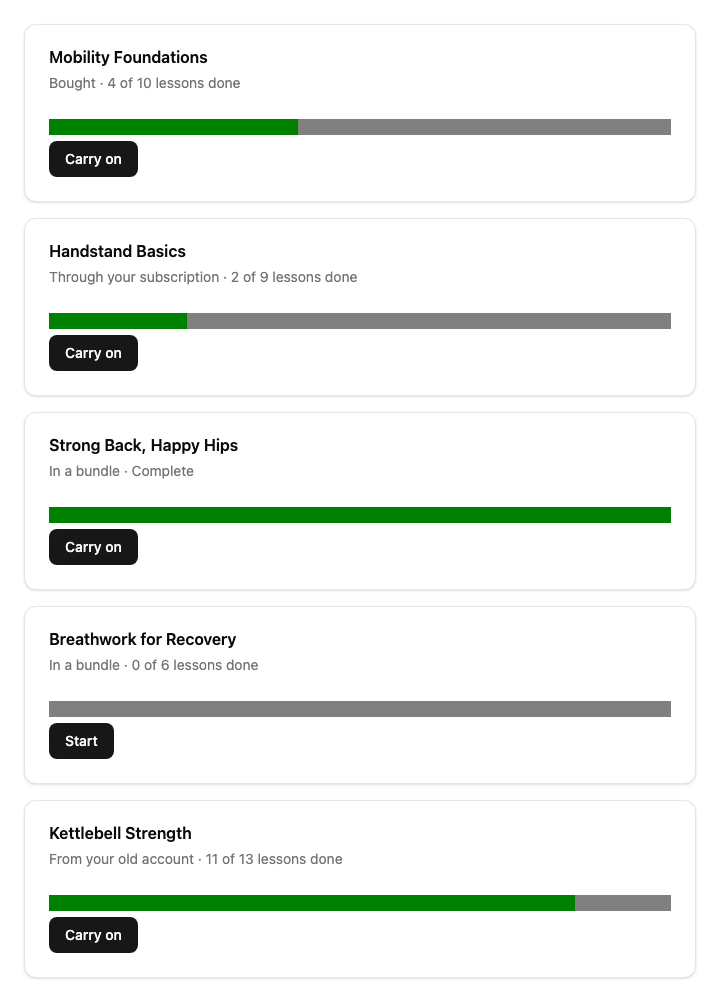 Mobility Foundations
Bought · 4 of 10 lessons done
Carry on
Handstand Basics
Through your subscription · 2 of 9 lessons done
Carry on
Strong Back, Happy Hips
In a bundle · Complete
Carry on
Breathwork for Recovery
In a bundle · 0 of 6 lessons done
Start
Kettlebell Strength
From your old account · 11 of 13 lessons done
Carry on